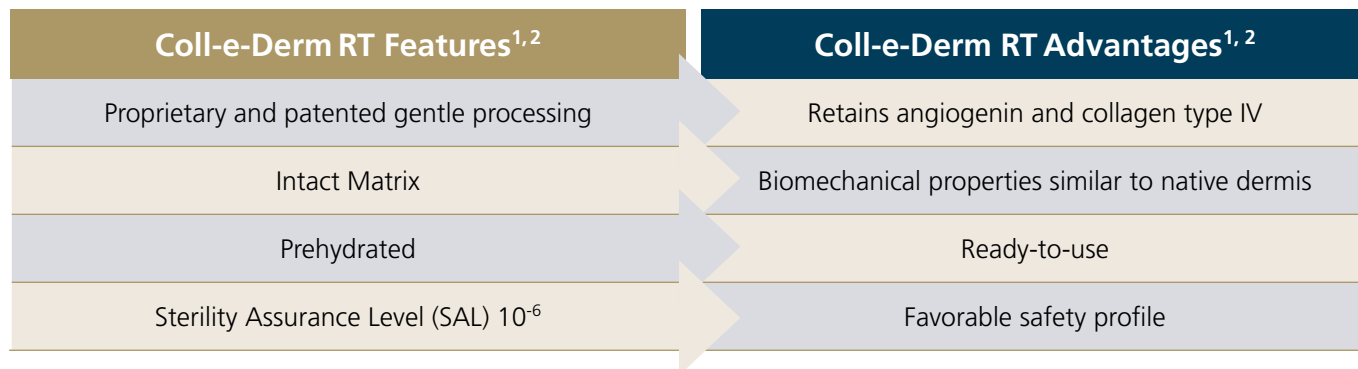 Coll-e-Derm RT Features1, 2 Coll-e-Derm RT Advantages1, 2
Proprietary and patented gentle processing Retains angiogenin and collagen type IV
Intact Matrix Biomechanical properties similar to native dermis
Prehydrated Ready-to-use
Sterility Assurance Level (SAL) 10-6 Favorable safety profile